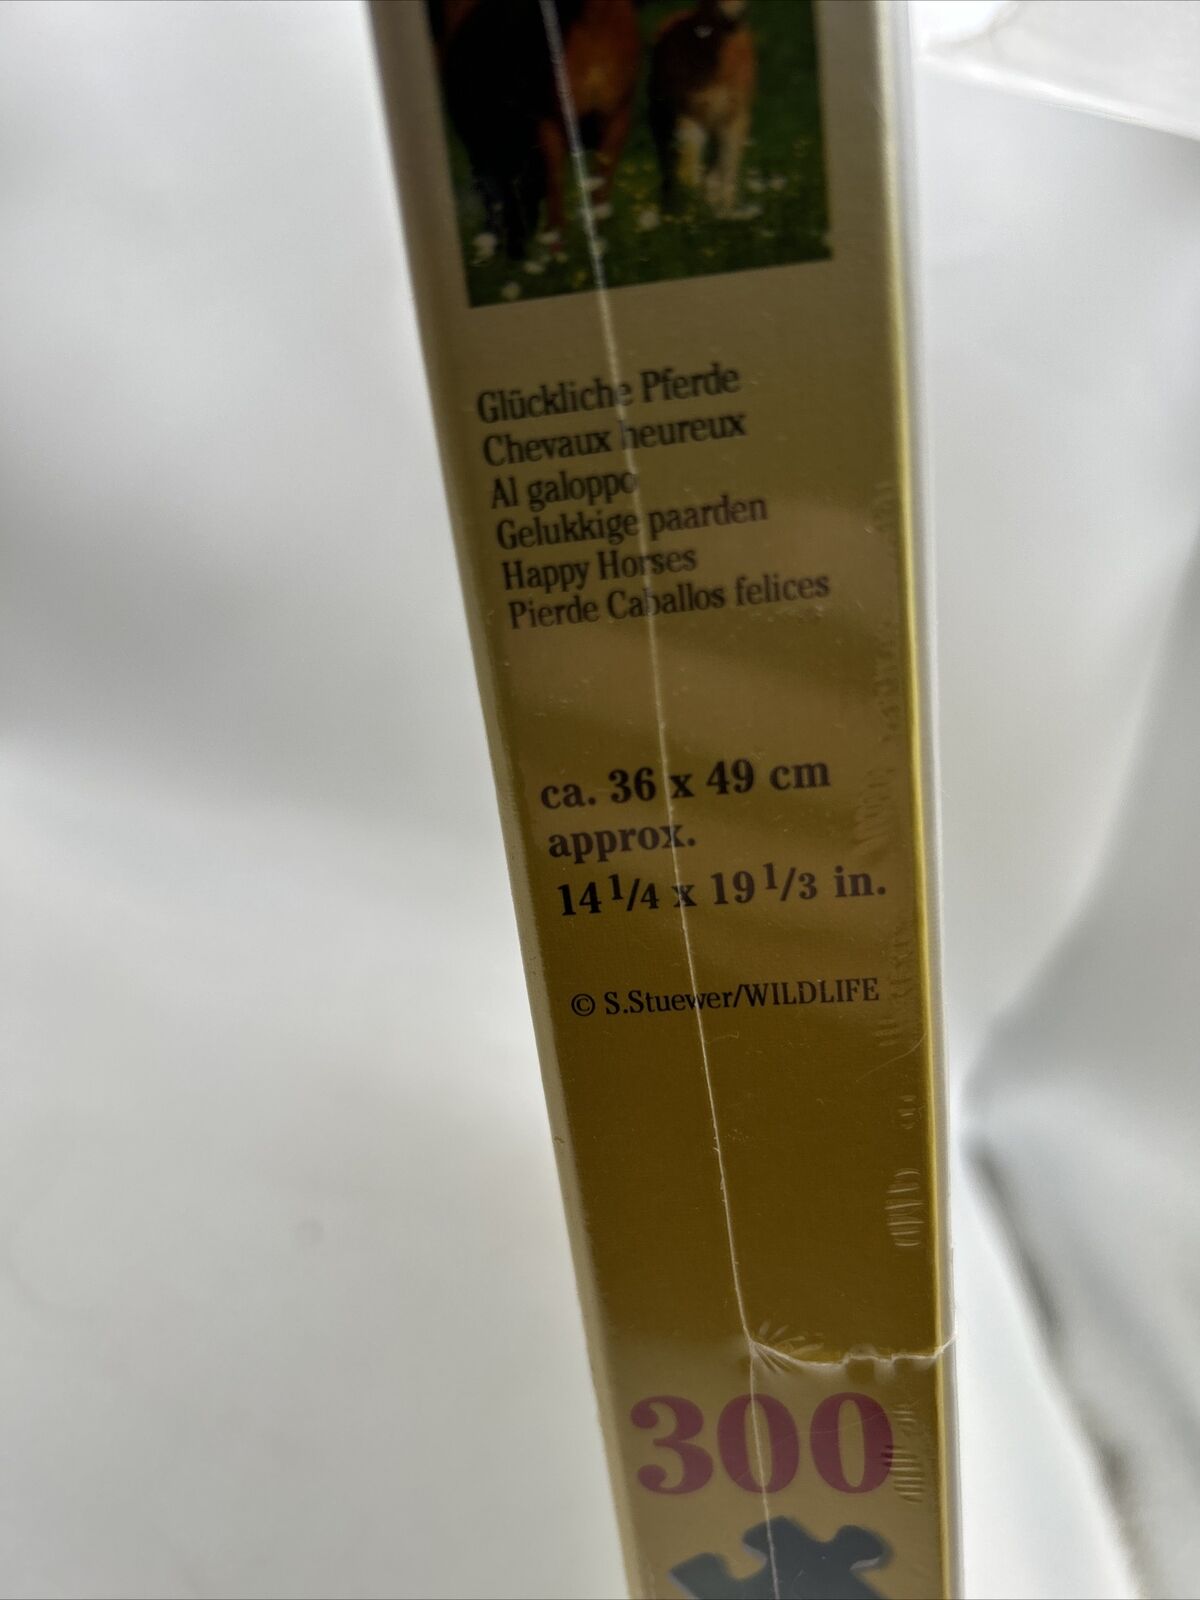 Glückliche Pferde
Chevaux heureux
Al galoppo
Gelukkige paarden
Happy Horses
Pierde Caballos felices
ca. 36 x 49 cm
approx.
14 1/4 x 19 1/3 in.
© S.Stuewer/WILDLIFE
300